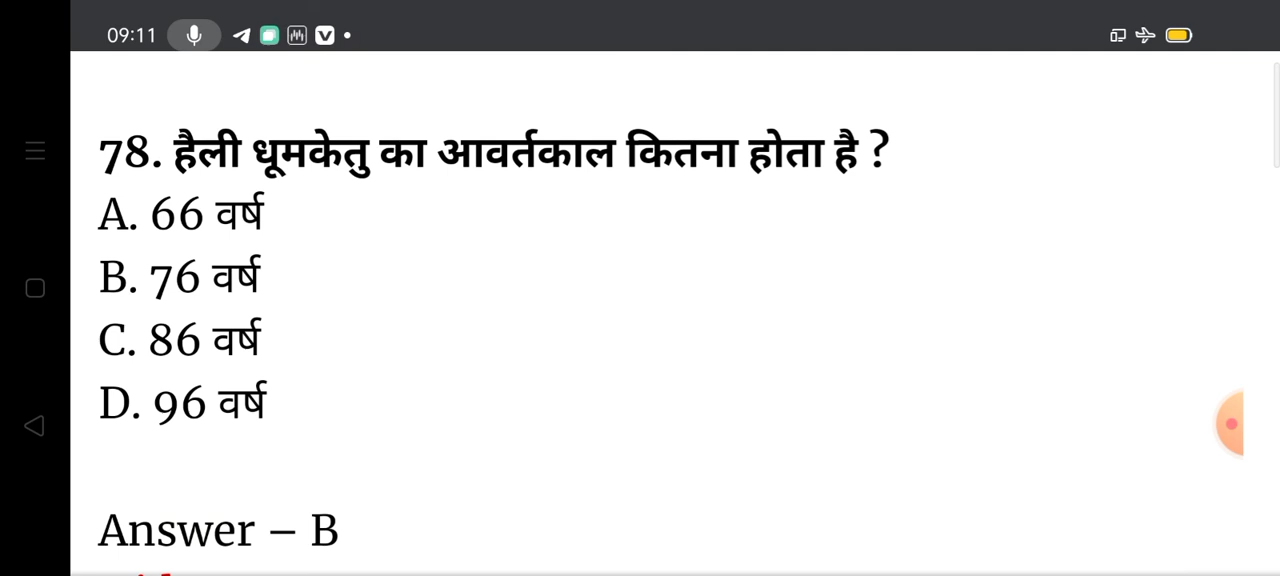 09:11
78. हैली धूमकेतु का आवर्तकाल कितना होता है ?
A. 66 वर्ष
B. 76 वर्ष
C. 86 वर्ष
D. 96 वर्ष
Answer – B